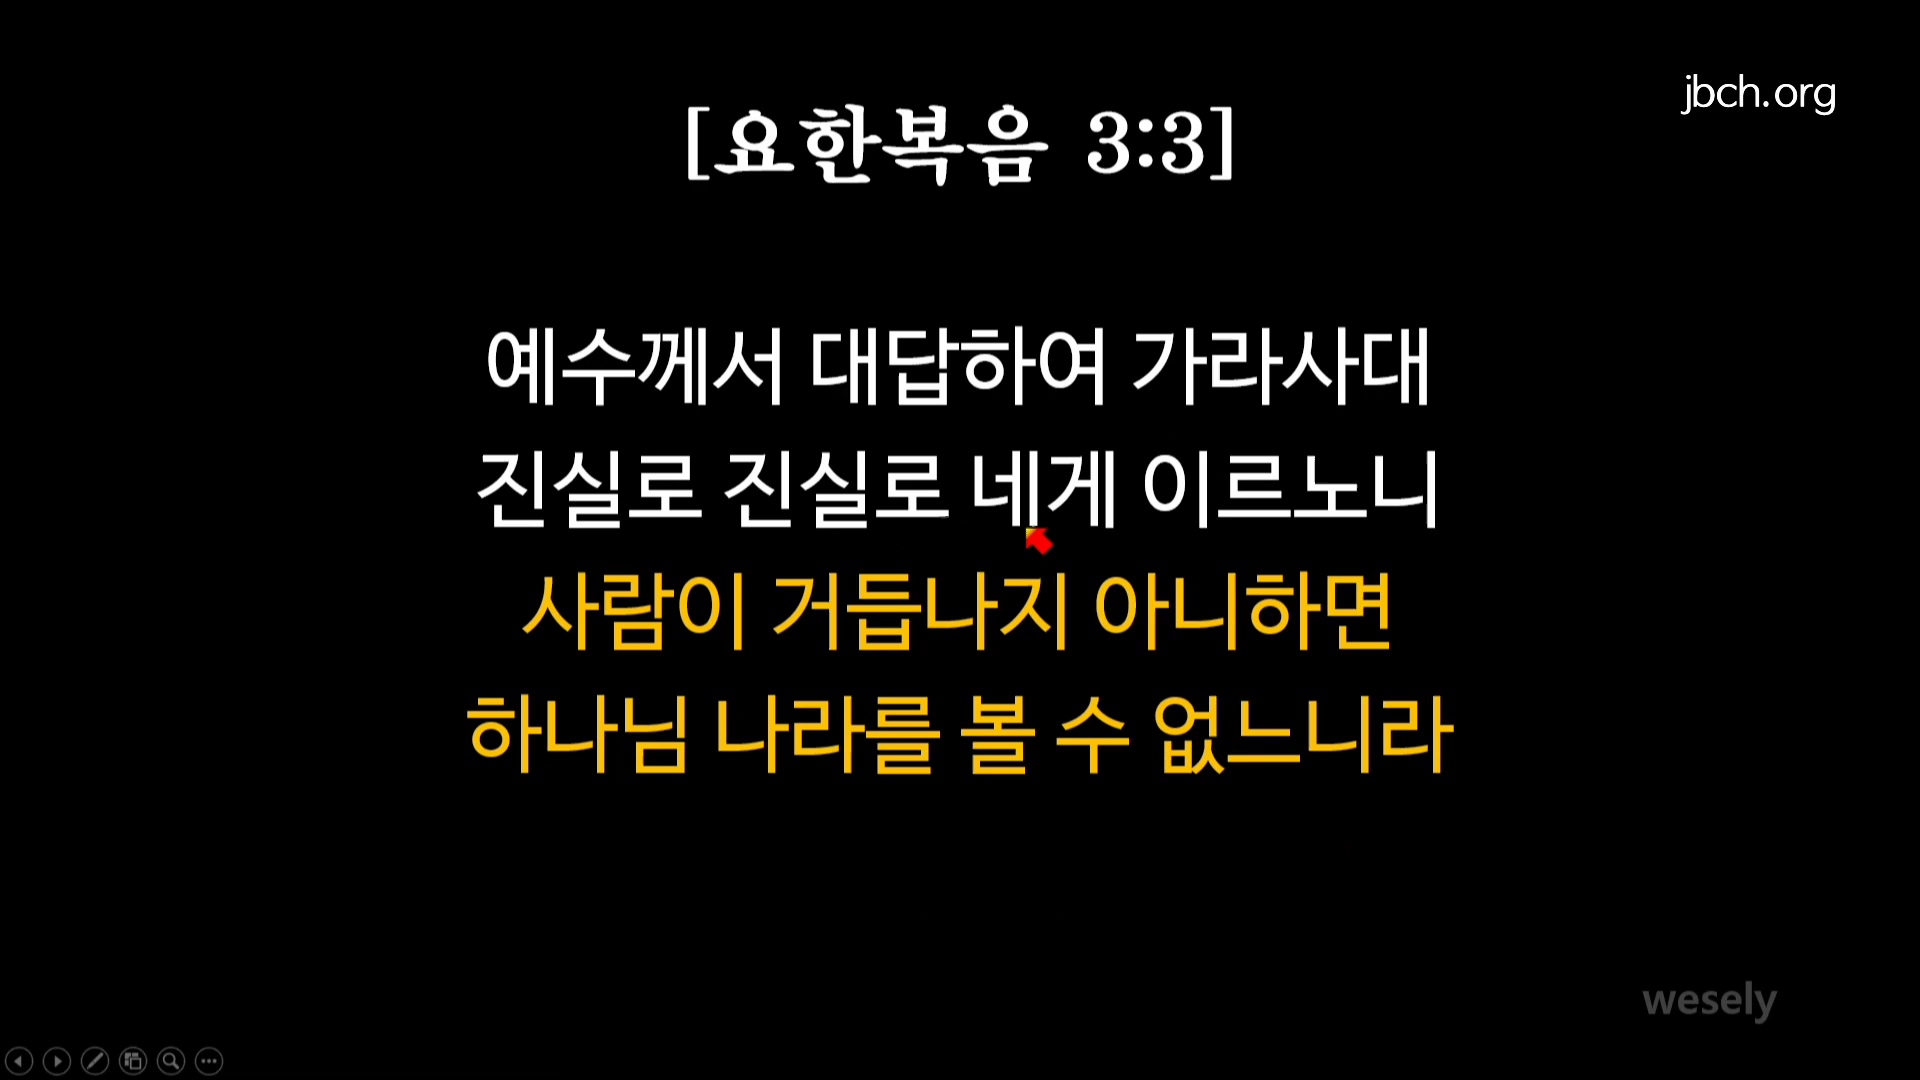 jbch.org
[요한복음 3:3]
예수께서 대답하여 가라사대
진실로 진실로 네게 이르노니
사람이 거듭나지 아니하면
하나님 나라를 볼 수 없느니라
wesely